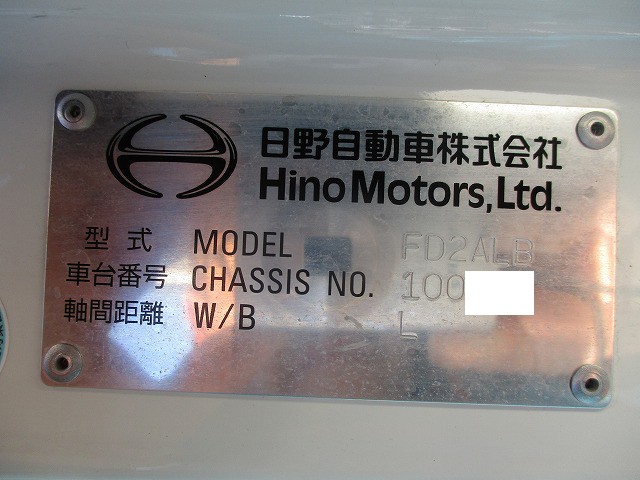 日野自動車株式会社
Hino Motors, Ltd.
型式 MODEL FD2ALB
車台番号 CHASSIS NO. 100
軸間距離 W/B L